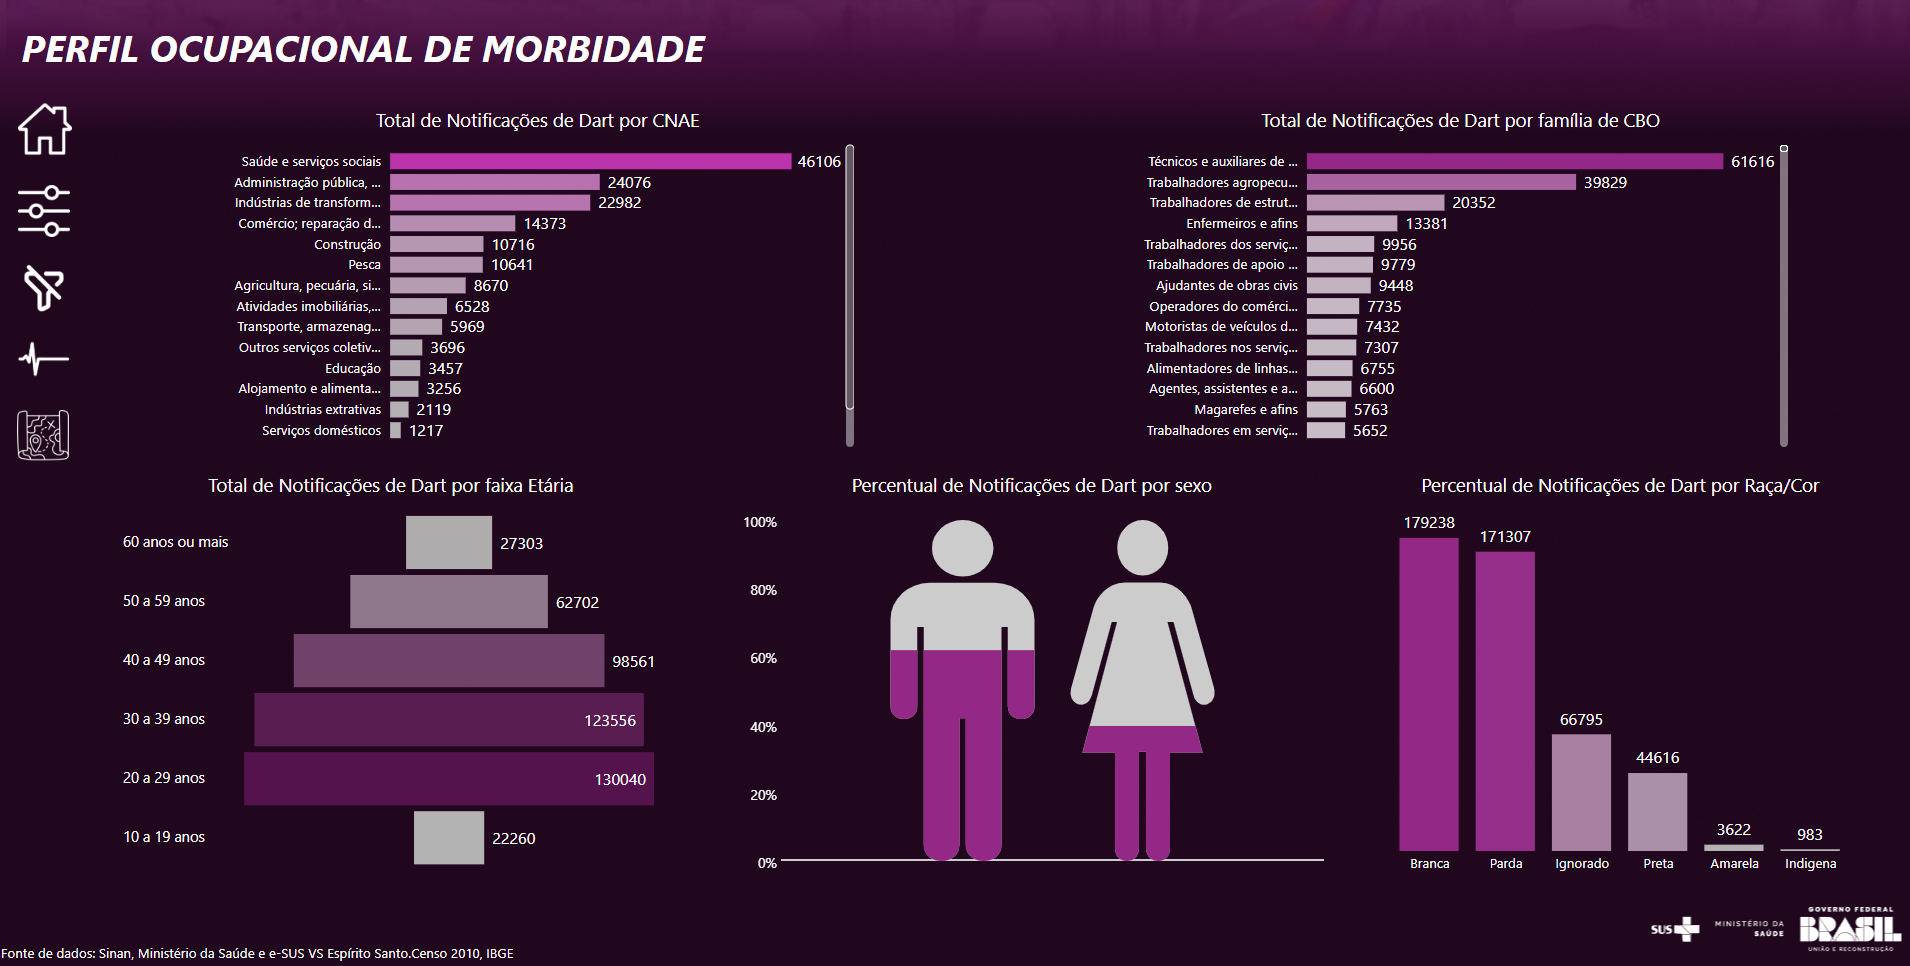 PERFIL OCUPACIONAL DE MORBIDADE
Total de Notificações de Dart por CNAE
Saúde e serviços sociais 46106
Administração pública, ... 24076
Indústrias de transform... 22982
Comércio; reparação d... 14373
Construção 10716
Pesca 10641
Agricultura, pecuária, si... 8670
Atividades imobiliárias,... 6528
Transporte, armazenag... 5969
Outros serviços coletiv... 3696
Educação 3457
Alojamento e alimenta... 3256
Indústrias extrativas 2119
Serviços domésticos 1217
Total de Notificações de Dart por família de CBO
Técnicos e auxiliares de ... 61616
Trabalhadores agropecu... 39829
Trabalhadores de estrut... 20352
Enfermeiros e afins 13381
Trabalhadores dos serviç... 9956
Trabalhadores de apoio ... 9779
Ajudantes de obras civis 9448
Operadores do comérci... 7735
Motoristas de veículos d... 7432
Trabalhadores nos serviç... 7307
Alimentadores de linhas... 6755
Agentes, assistentes e a... 6600
Magarefes e afins 5763
Trabalhadores em serviç... 5652
Total de Notificações de Dart por faixa Etária
60 anos ou mais 27303
50 a 59 anos 62702
40 a 49 anos 98561
30 a 39 anos 123556
20 a 29 anos 130040
10 a 19 anos 22260
Percentual de Notificações de Dart por sexo
100%
80%
60%
40%
20%
0%
Percentual de Notificações de Dart por Raça/Cor
179238
171307
66795
44616
3622
983
Branca Parda Ignorado Preta Amarela Indigena
SUS
MINISTÉRIO DA
SAÚDE
GOVERNO FEDERAL
BRASIL
UNIÃO E RECONSTRUÇÃO
Fonte de dados: Sinan, Ministério da Saúde e e-SUS VS Espírito Santo.Censo 2010, IBGE